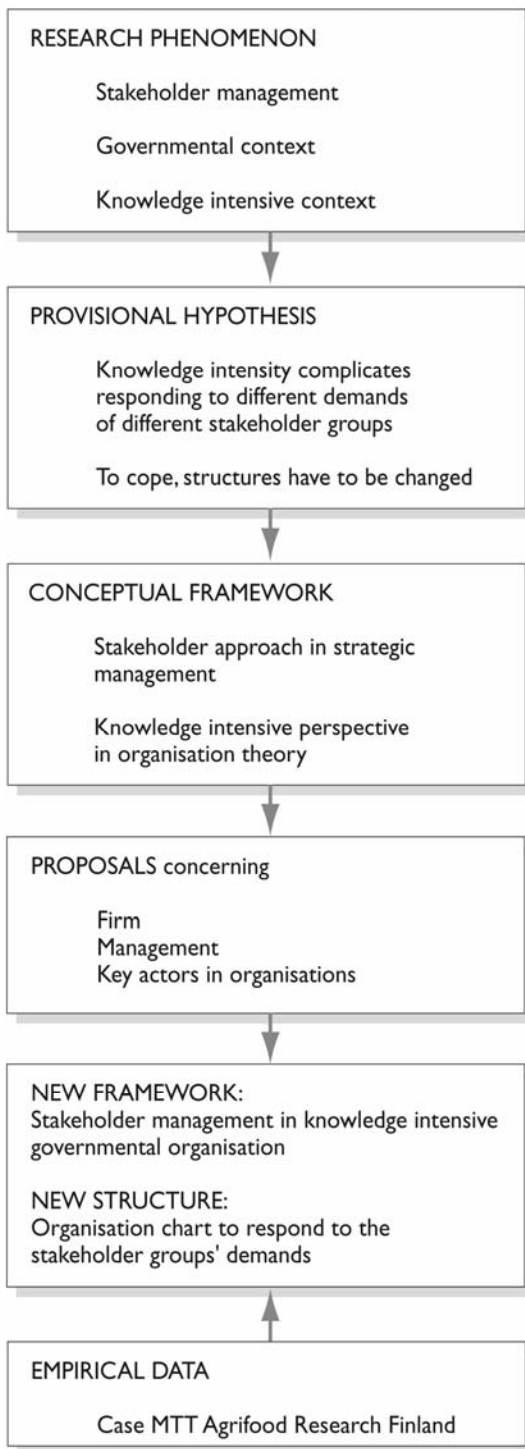 RESEARCH PHENOMENON
Stakeholder management
Governmental context
Knowledge intensive context
PROVISIONAL HYPOTHESIS
Knowledge intensity complicates
responding to different demands
of different stakeholder groups
To cope, structures have to be changed
CONCEPTUAL FRAMEWORK
Stakeholder approach in strategic
management
Knowledge intensive perspective
in organisation theory
PROPOSALS concerning
Firm
Management
Key actors in organisations
NEW FRAMEWORK:
Stakeholder management in knowledge intensive
governmental organisation
NEW STRUCTURE:
Organisation chart to respond to the
stakeholder groups' demands
EMPIRICAL DATA
Case MTT Agrifood Research Finland